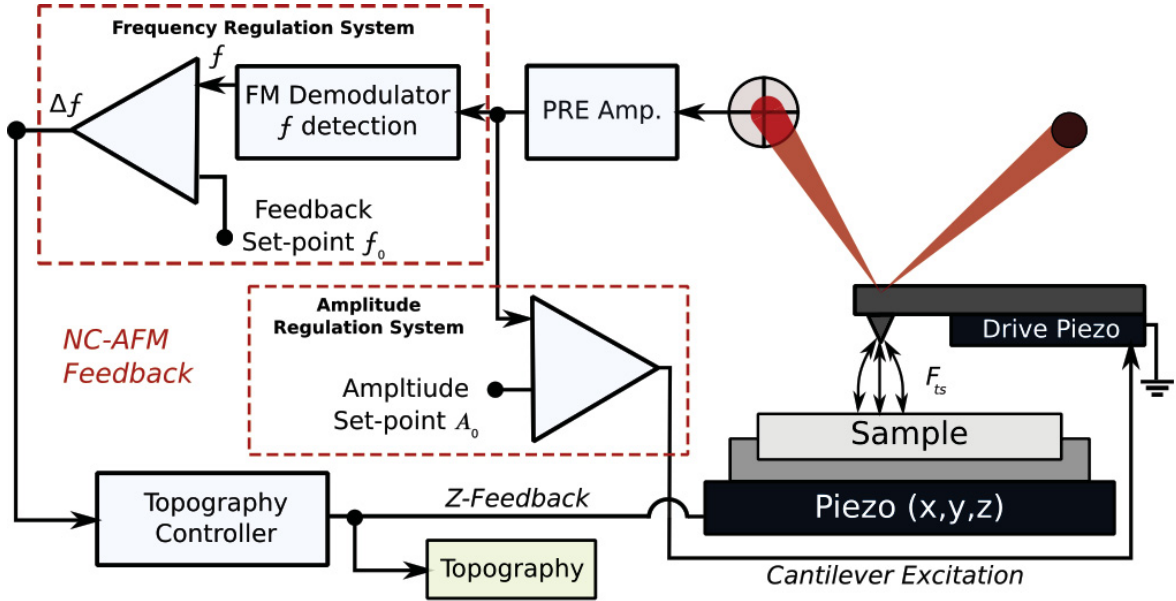 Frequency Regulation System
Δf
f
FM Demodulator
f detection
PRE Amp.
Feedback
Set-point f₀
Amplitude
Regulation System
NC-AFM
Feedback
Ampltiude
Set-point A₀
Drive Piezo
Fts
Sample
Piezo (x,y,z)
Topography
Controller
Z-Feedback
Topography
Cantilever Excitation